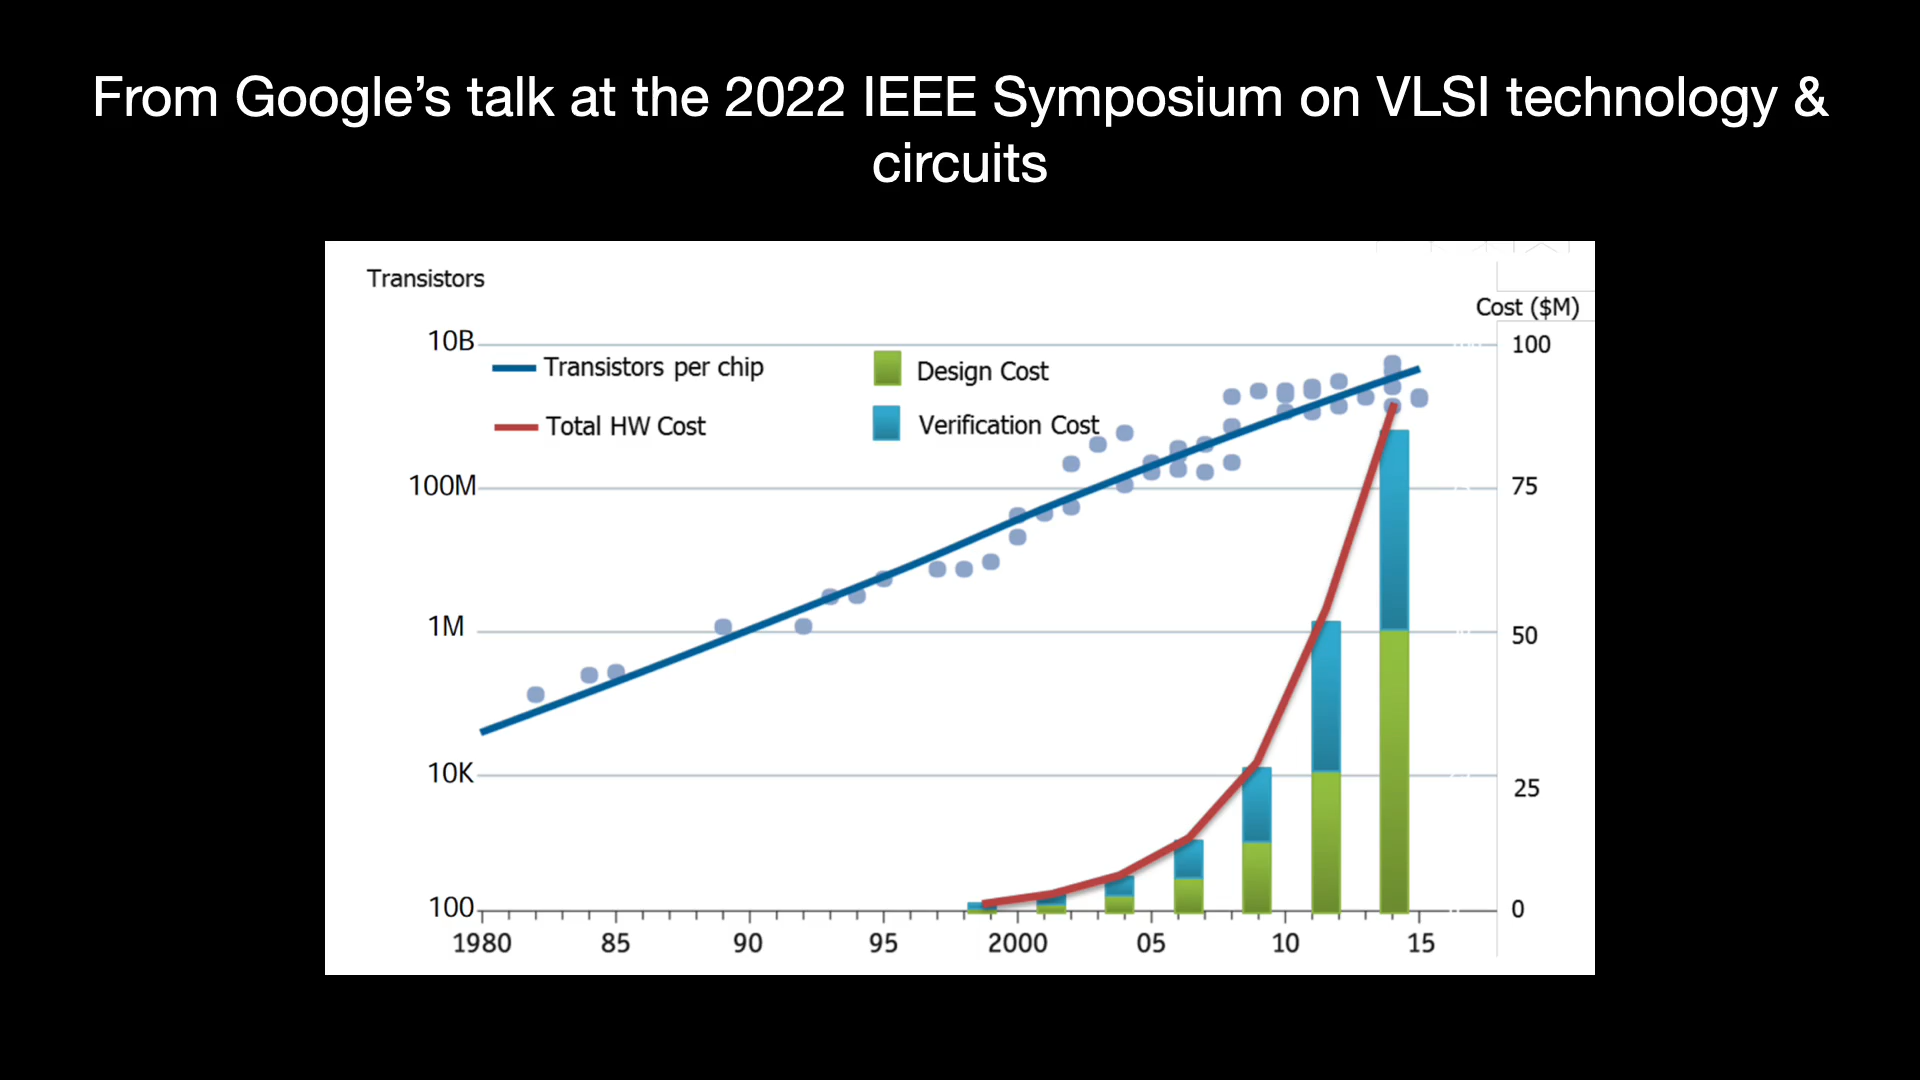 From Google’s talk at the 2022 IEEE Symposium on VLSI technology &
circuits
Transistors
Cost ($M)
10B
100
Transistors per chip
Design Cost
Total HW Cost
Verification Cost
100M
75
1M
50
10K
25
100
0
1980 85 90 95 2000 05 10 15